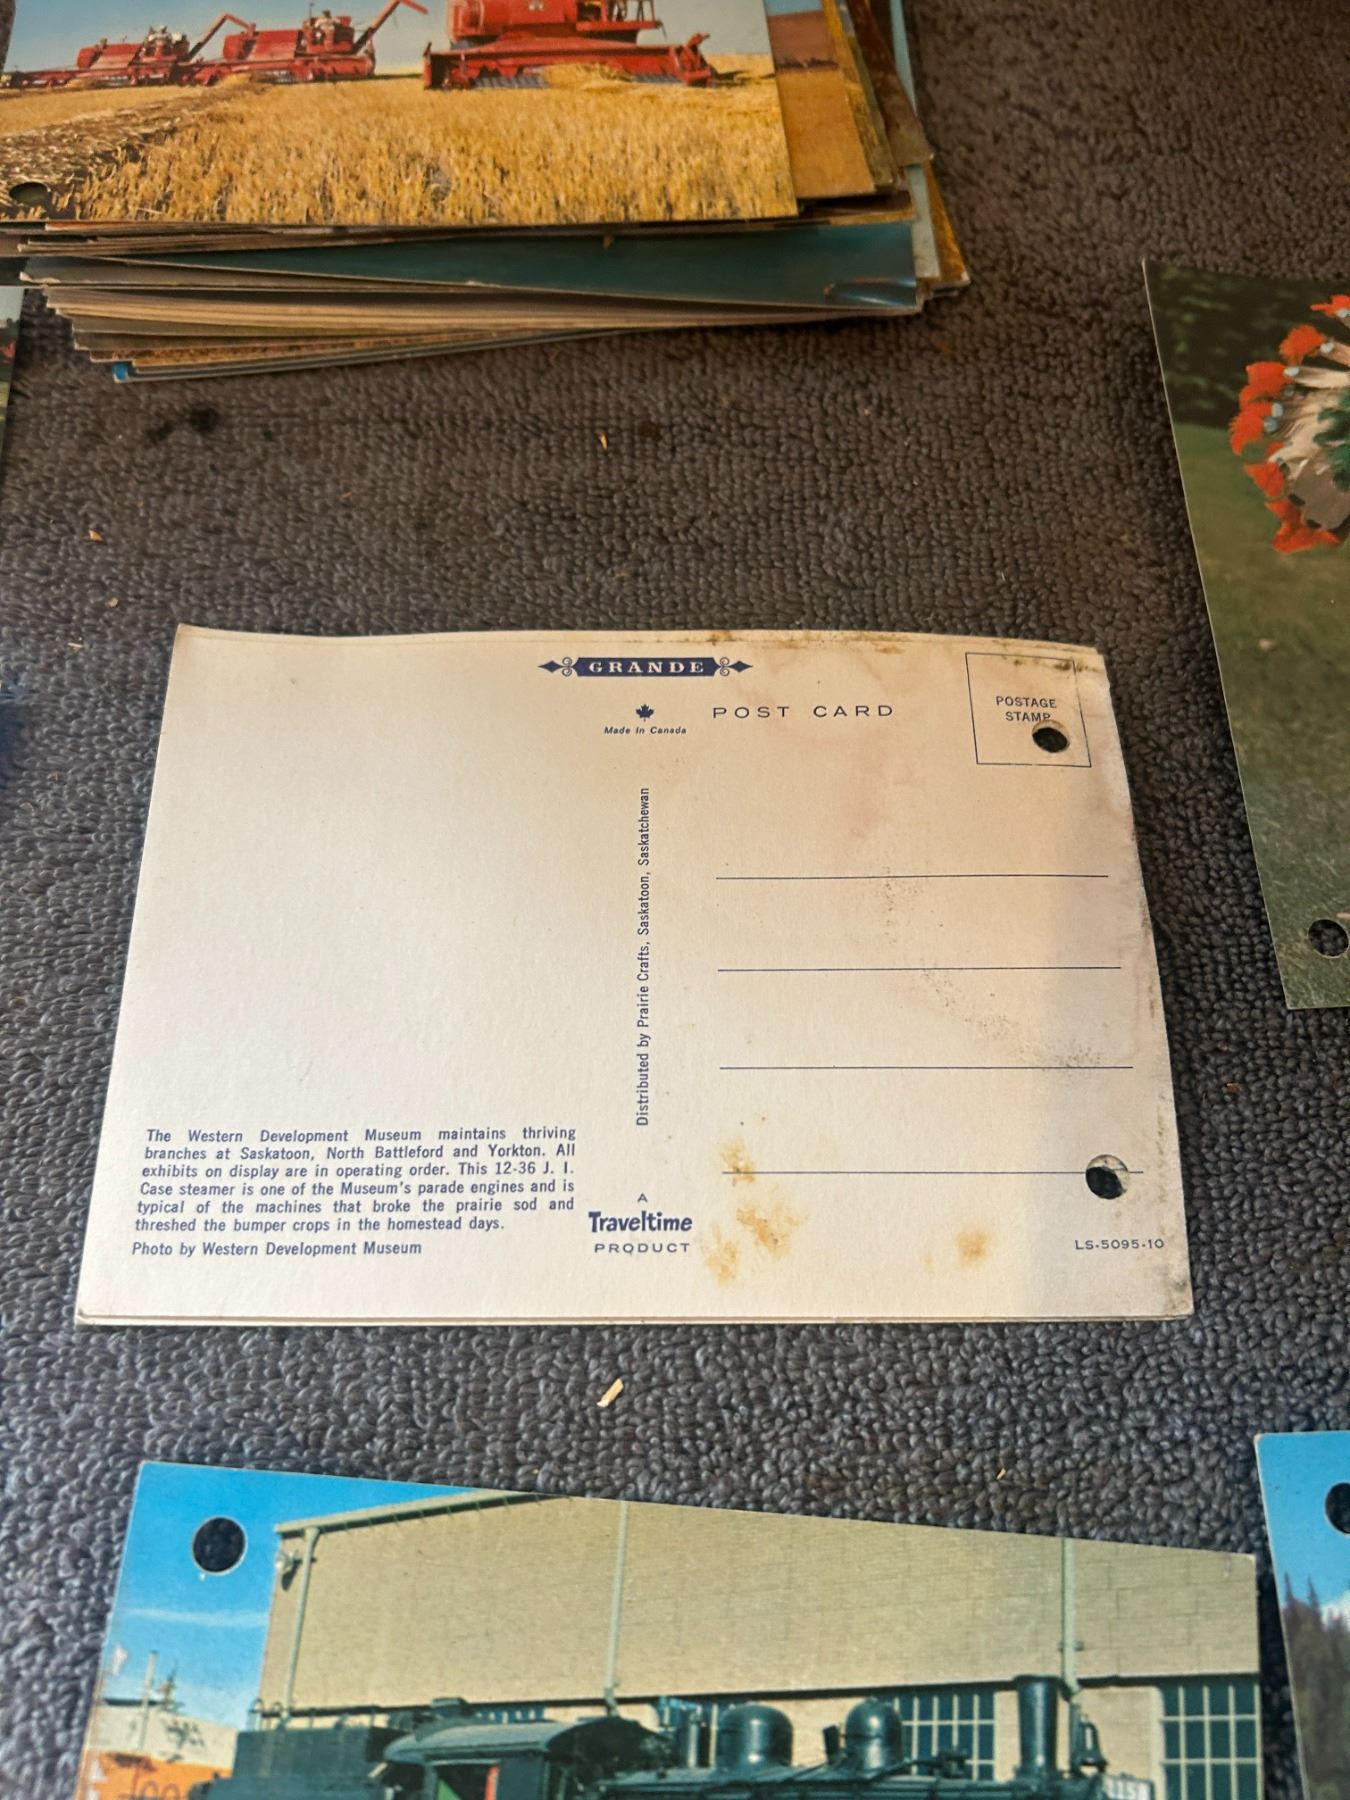 GRANDE
POST CARD
Made In Canada
POSTAGE
STAMP
Distributed by Prairie Crafts, Saskatoon, Saskatchewan
The Western Development Museum maintains thriving
branches at Saskatoon, North Battleford and Yorkton. All
exhibits on display are in operating order. This 12-36 J. I.
Case steamer is one of the Museum's parade engines and is
typical of the machines that broke the prairie sod and
threshed the bumper crops in the homestead days.
Photo by Western Development Museum
A
Traveltime
PRODUCT
LS-5095-10